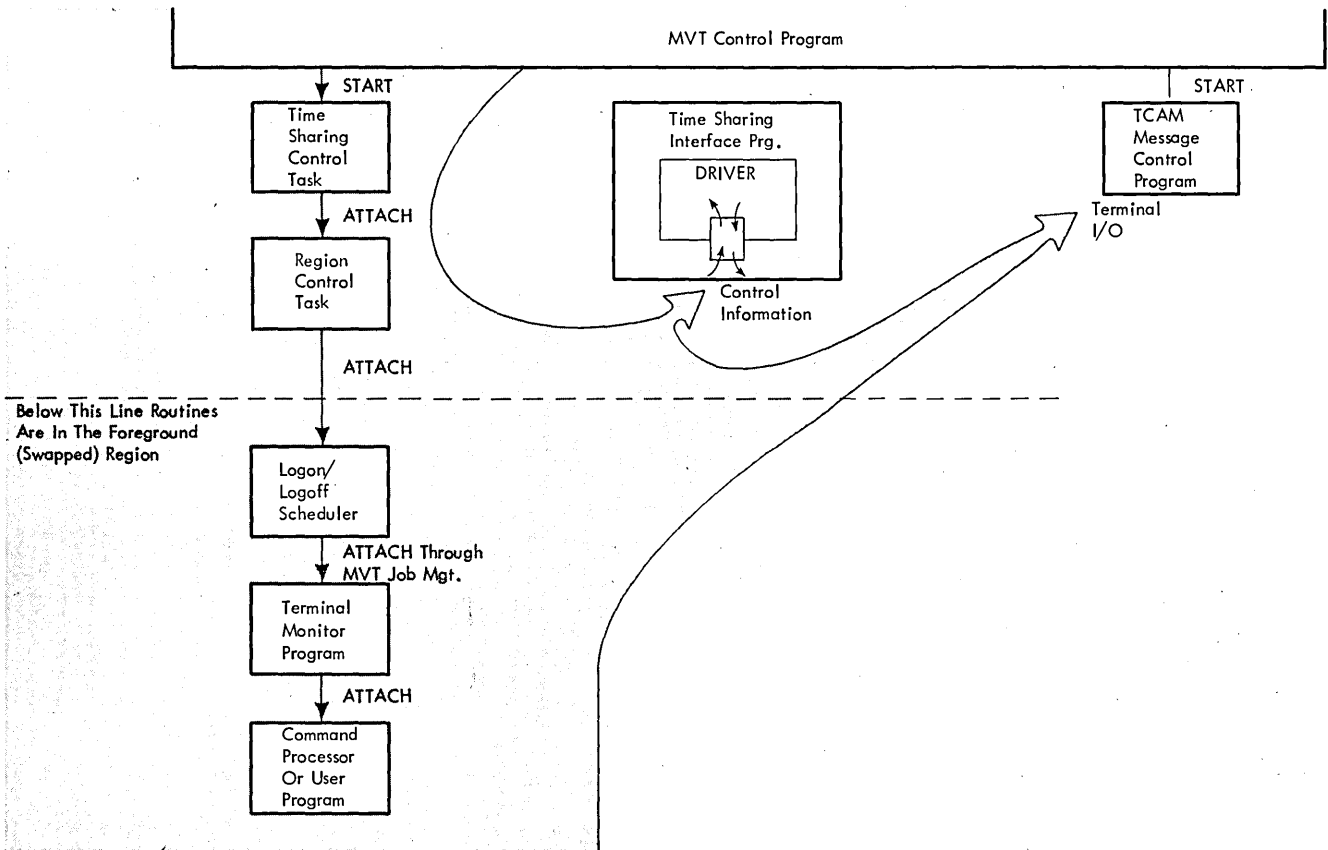 MVT Control Program
START
START
Time
Sharing
Control
Task
Time Sharing
Interface Prg.
DRIVER
TCAM
Message
Control
Program
ATTACH
Terminal
I/O
Region
Control
Task
Control
Information
ATTACH
Below This Line Routines
Are In The Foreground
(Swapped) Region
Logon/
Logoff
Scheduler
ATTACH Through
MVT Job Mgt.
Terminal
Monitor
Program
ATTACH
Command
Processor
Or User
Program